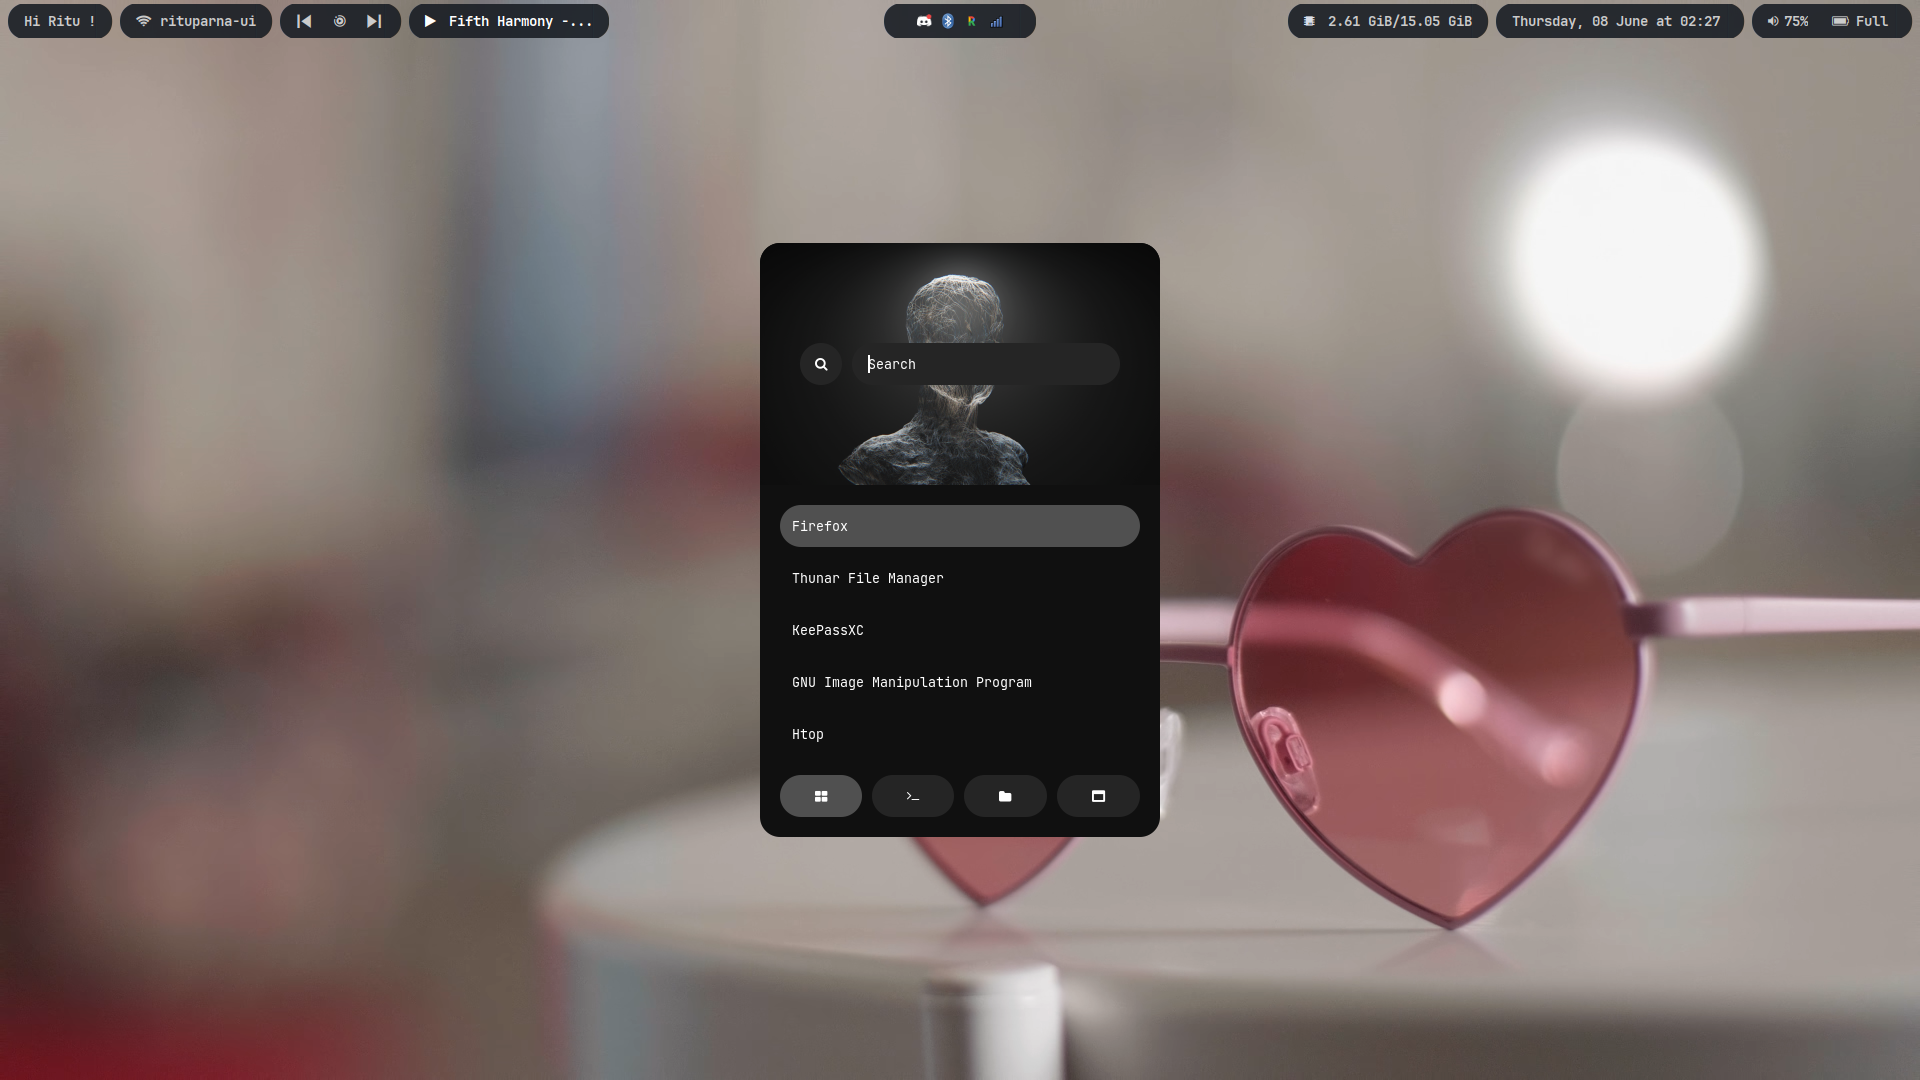 Hi Ritu !
rituparna-ui
Fifth Harmony -...
2.61 GiB/15.05 GiB
Thursday, 08 June at 02:27
75%
Full
Search
Firefox
Thunar File Manager
KeePassXC
GNU Image Manipulation Program
Htop